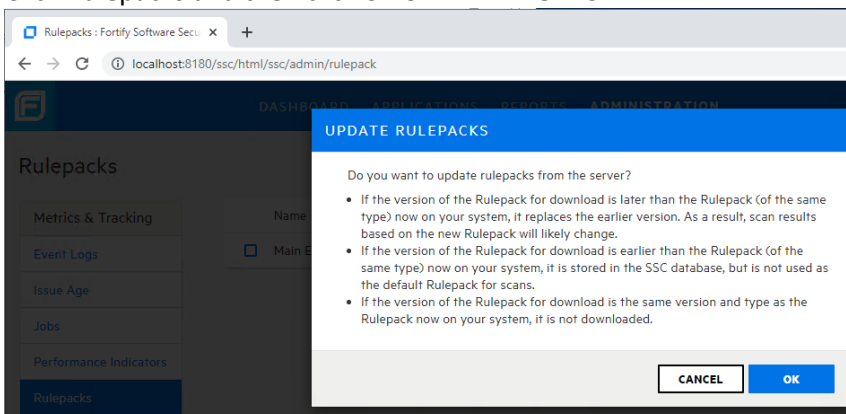 Rulepacks : Fortify Software Secu
localhost:8180/ssc/html/ssc/admin/rulepack
DASHBOARD APPLICATIONS REPORTS ADMINISTRATION
UPDATE RULEPACKS
Rulepacks
Do you want to update rulepacks from the server?
• If the version of the Rulepack for download is later than the Rulepack (of the same
type) now on your system, it replaces the earlier version. As a result, scan results
based on the new Rulepack will likely change.
• If the version of the Rulepack for download is earlier than the Rulepack (of the
same type) now on your system, it is stored in the SSC database, but is not used as
the default Rulepack for scans.
• If the version of the Rulepack for download is the same version and type as the
Rulepack now on your system, it is not downloaded.
Metrics & Tracking
Name
Event Logs
Main E
Issue Age
Jobs
Performance Indicators
Rulepacks
CANCEL
OK